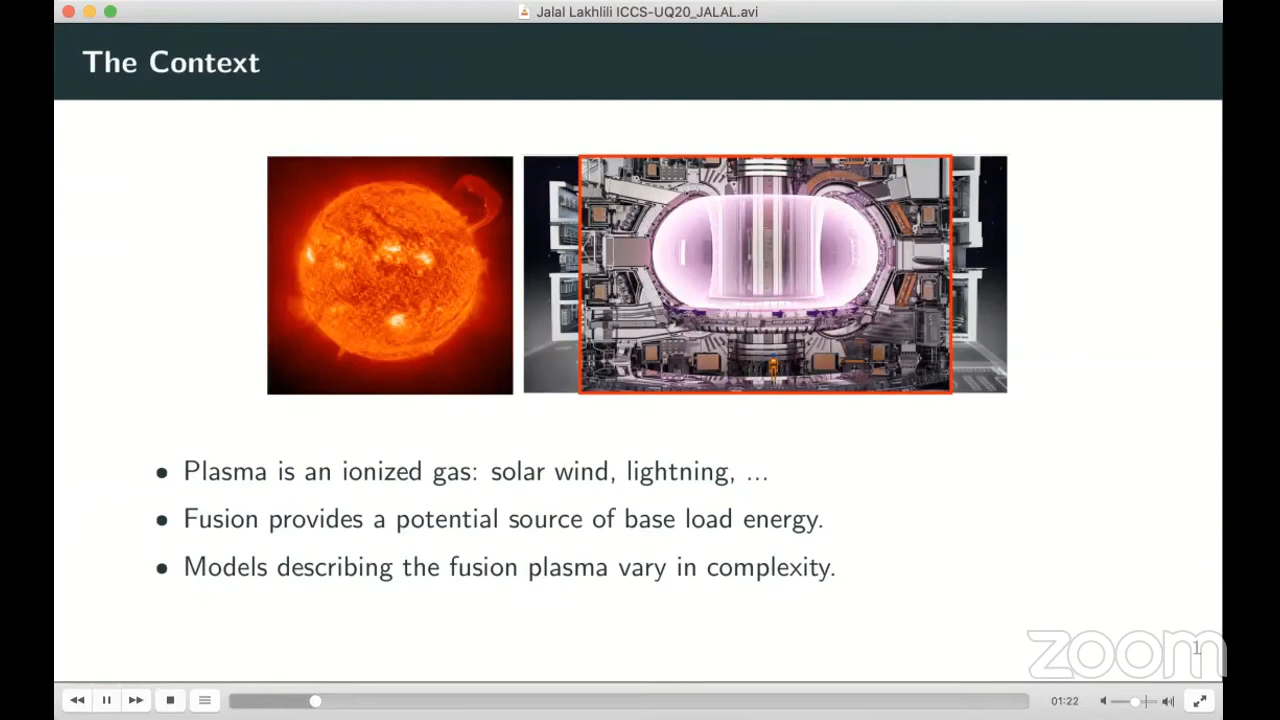 Jalal Lakhlili ICCS-UQ20_JALAL.avi
The Context
• Plasma is an ionized gas: solar wind, lightning, ...
• Fusion provides a potential source of base load energy.
• Models describing the fusion plasma vary in complexity.
zoom
1
01:22